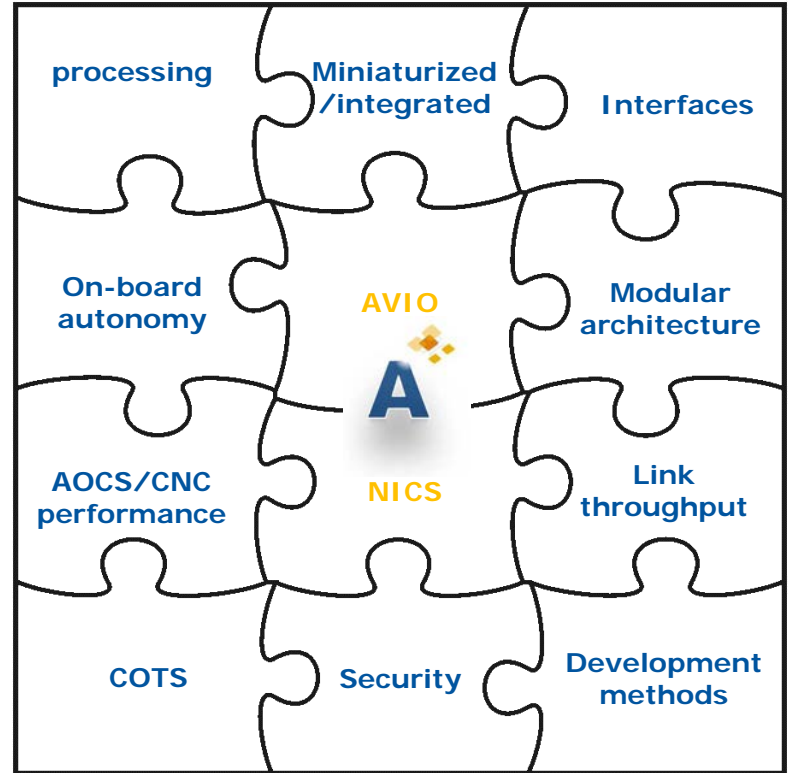 processing
Miniaturized
/integrated
Interfaces
On-board
autonomy
AVIO
Modular
architecture
A
AOCS/CNC
performance
NICS
Link
throughput
COTS
Security
Development
methods